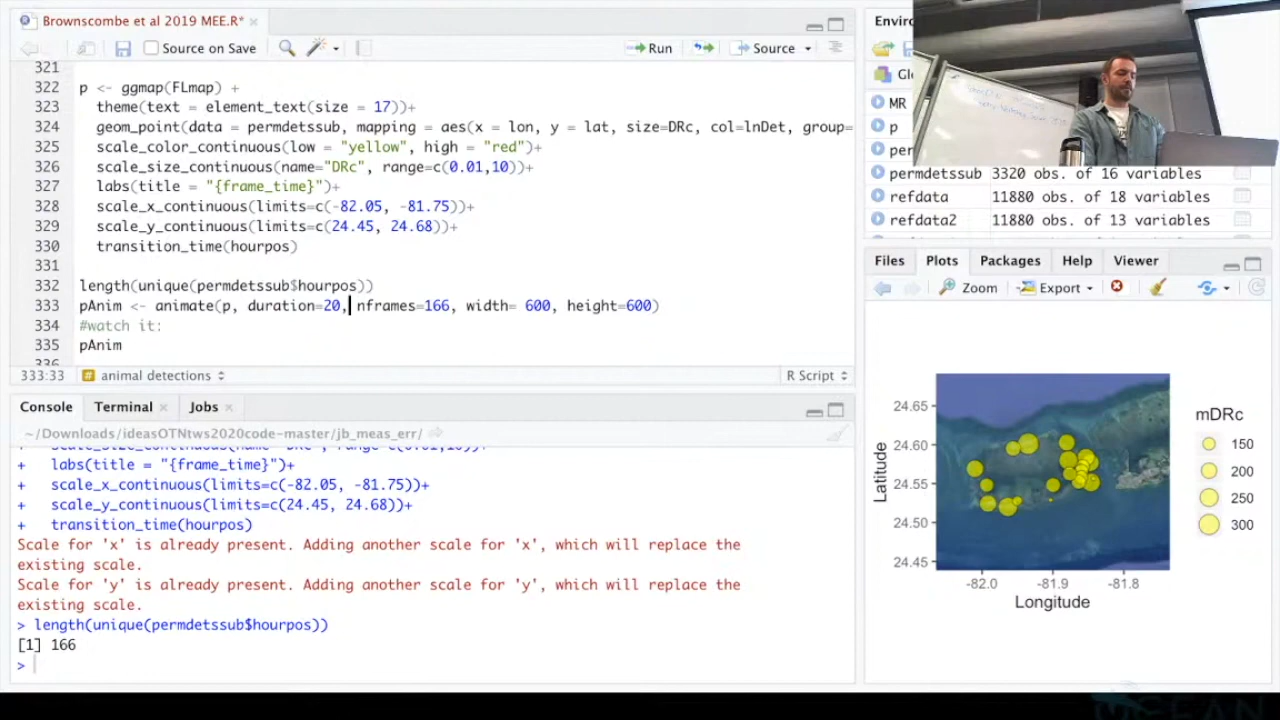 Brownscombe et al 2019 MEE.R*
Source on Save
Run
Source
321
322 p <- ggmap(FLmap) +
323 theme(text = element_text(size = 17))+
324 geom_point(data = permdetssub, mapping = aes(x = lon, y = lat, size=DRc, col=lnDet, group=
325 scale_color_continuous(low = "yellow", high = "red")+
326 scale_size_continuous(name="DRc", range=c(0.01,10))+
327 labs(title = "{frame_time}")+
328 scale_x_continuous(limits=c(-82.05, -81.75))+
329 scale_y_continuous(limits=c(24.45, 24.68))+
330 transition_time(hourpos)
331
332 length(unique(permdetssub$hourpos))
333 pAnim <- animate(p, duration=20, nframes=166, width= 600, height=600)
334 #watch it:
335 pAnim
336
333:33 animal detections R Script
Console Terminal Jobs
~/Downloads/ideasOTNtws2020code-master/jb_meas_err/
+ labs(title = "{frame_time}")+
+ scale_x_continuous(limits=c(-82.05, -81.75))+
+ scale_y_continuous(limits=c(24.45, 24.68))+
+ transition_time(hourpos)
Scale for 'x' is already present. Adding another scale for 'x', which will replace the
existing scale.
Scale for 'y' is already present. Adding another scale for 'y', which will replace the
existing scale.
> length(unique(permdetssub$hourpos))
[1] 166
>
Enviro
Glo
MR
p
per
permdetssub 3320 obs. of 16 variables
refdata 11880 obs. of 18 variables
refdata2 11880 obs. of 13 variables
Files Plots Packages Help Viewer
Zoom Export
24.65
24.60
24.55
24.50
24.45
Latitude
-82.0 -81.9 -81.8
Longitude
mDRc
150
200
250
300